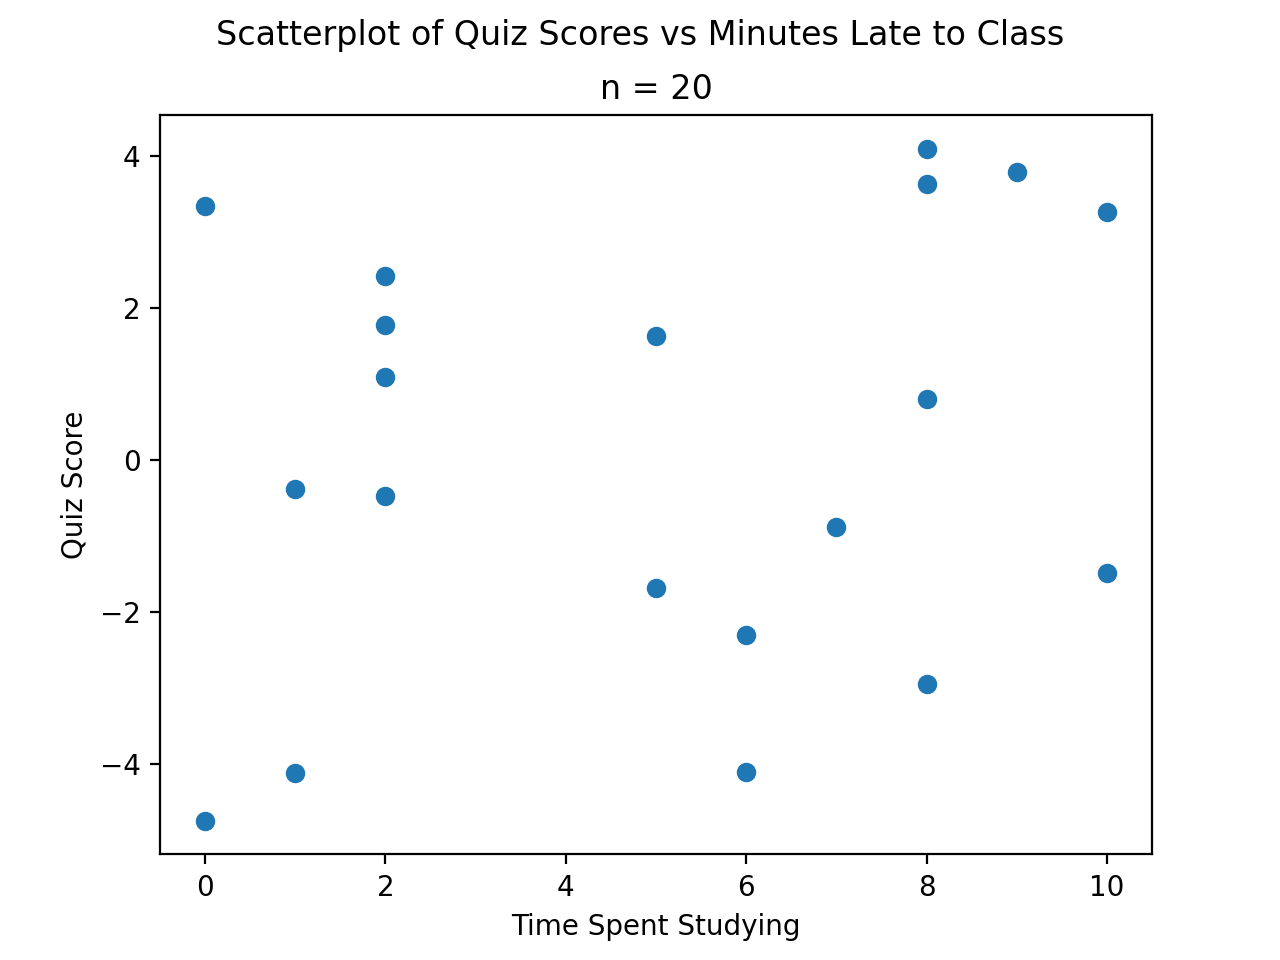 Scatterplot of Quiz Scores vs Minutes Late to Class
n = 20
4
2
0
−2
−4
Quiz Score
0 2 4 6 8 10
Time Spent Studying